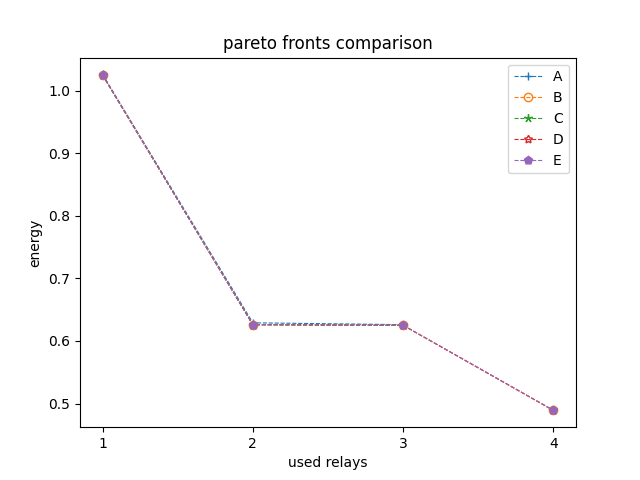 pareto fronts comparison
A
B
C
D
E
1.0
0.9
0.8
0.7
0.6
0.5
energy
1 2 3 4
used relays